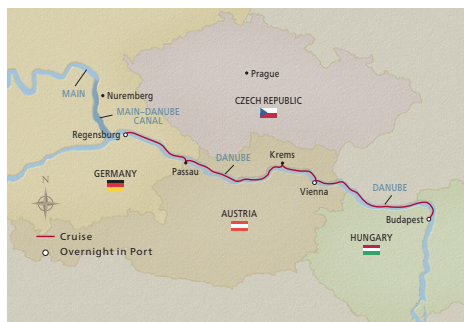 Prague
MAIN
Nuremberg
CZECH REPUBLIC
MAIN–DANUBE
CANAL
Regensburg
Krems
DANUBE
GERMANY
Passau
N
Vienna
DANUBE
AUSTRIA
Budapest
Cruise
HUNGARY
Overnight in Port